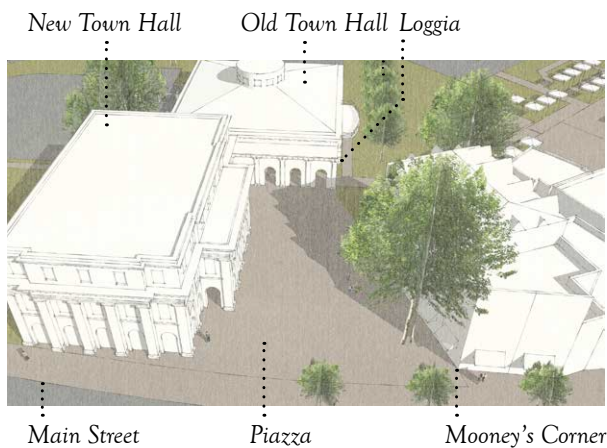 New Town Hall
Old Town Hall
Loggia
Main Street
Piazza
Mooney's Corner